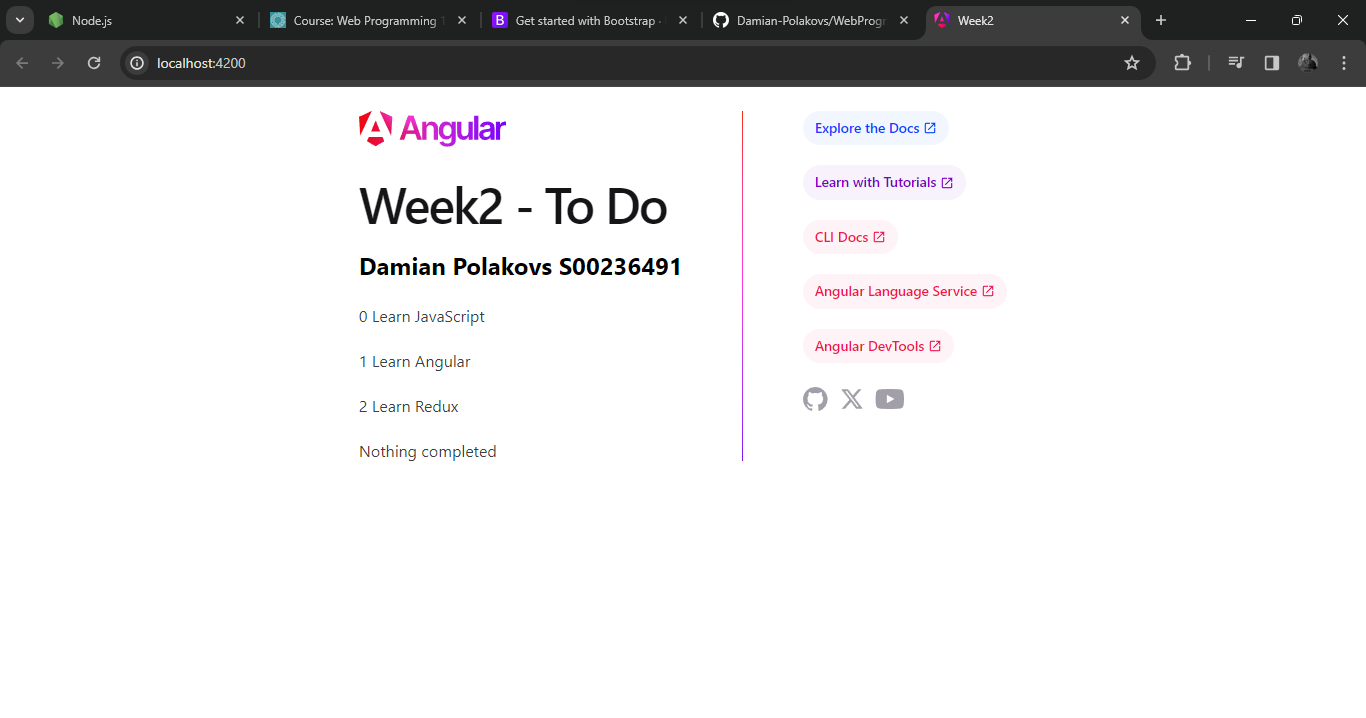 Node.js
Course: Web Programming 1
Get started with Bootstrap ·
Damian-Polakovs/WebProgr
Week2
localhost:4200
Angular
Week2 - To Do
Damian Polakovs S00236491
0 Learn JavaScript
1 Learn Angular
2 Learn Redux
Nothing completed
Explore the Docs
Learn with Tutorials
CLI Docs
Angular Language Service
Angular DevTools